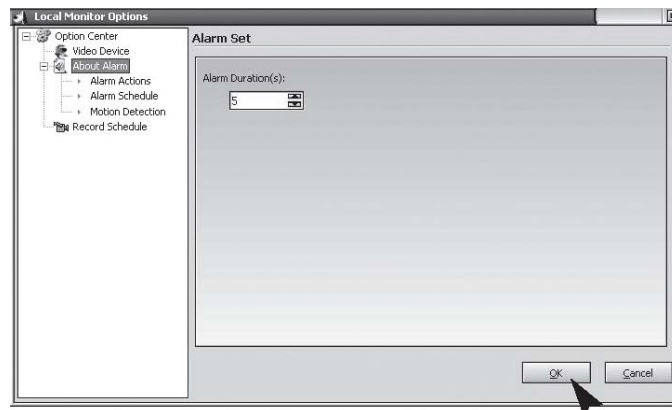 Local Monitor Options
Option Center
Video Device
About Alarm
Alarm Actions
Alarm Schedule
Motion Detection
Record Schedule
Alarm Set
Alarm Duration(s):
5
OK
Cancel